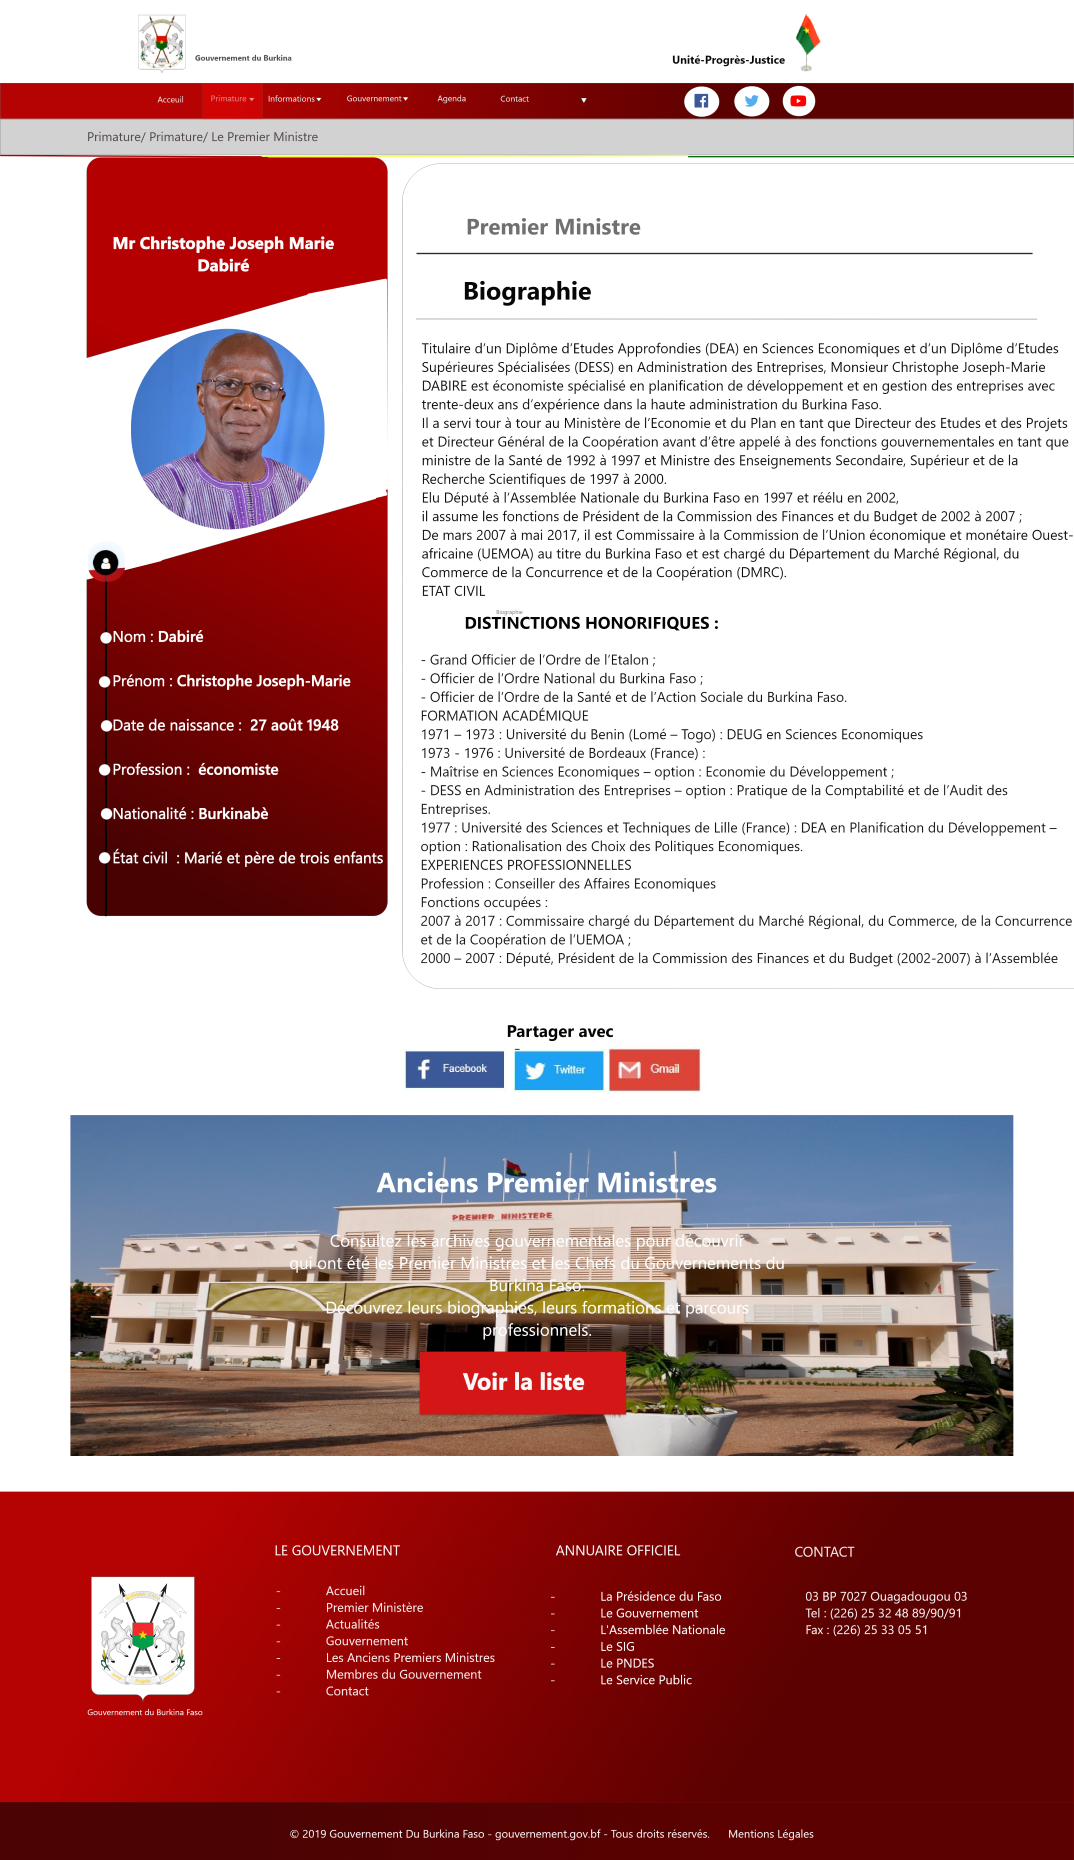 Gouvernement du Burkina
Unité-Progrès-Justice
Acceuil
Primature
Informations
Gouvernement
Agenda
Contact
Primature/ Primature/ Le Premier Ministre
Mr Christophe Joseph Marie
Dabiré
Nom : Dabiré
Prénom : Christophe Joseph-Marie
Date de naissance : 27 août 1948
Profession : économiste
Nationalité : Burkinabè
État civil : Marié et père de trois enfants
Premier Ministre
Biographie
Titulaire d’un Diplôme d’Etudes Approfondies (DEA) en Sciences Economiques et d’un Diplôme d’Etudes
Supérieures Spécialisées (DESS) en Administration des Entreprises, Monsieur Christophe Joseph-Marie
DABIRE est économiste spécialisé en planification de développement et en gestion des entreprises avec
trente-deux ans d’expérience dans la haute administration du Burkina Faso.
Il a servi tour à tour au Ministère de l’Economie et du Plan en tant que Directeur des Etudes et des Projets
et Directeur Général de la Coopération avant d’être appelé à des fonctions gouvernementales en tant que
ministre de la Santé de 1992 à 1997 et Ministre des Enseignements Secondaire, Supérieur et de la
Recherche Scientifiques de 1997 à 2000.
Elu Député à l’Assemblée Nationale du Burkina Faso en 1997 et réélu en 2002,
il assume les fonctions de Président de la Commission des Finances et du Budget de 2002 à 2007 ;
De mars 2007 à mai 2017, il est Commissaire à la Commission de l’Union économique et monétaire Ouest-
africaine (UEMOA) au titre du Burkina Faso et est chargé du Département du Marché Régional, du
Commerce de la Concurrence et de la Coopération (DMRC).
ETAT CIVIL
Biographie
DISTINCTIONS HONORIFIQUES :
- Grand Officier de l’Ordre de l’Etalon ;
- Officier de l’Ordre National du Burkina Faso ;
- Officier de l’Ordre de la Santé et de l’Action Sociale du Burkina Faso.
FORMATION ACADÉMIQUE
1971 – 1973 : Université du Benin (Lomé – Togo) : DEUG en Sciences Economiques
1973 - 1976 : Université de Bordeaux (France) :
- Maîtrise en Sciences Economiques – option : Economie du Développement ;
- DESS en Administration des Entreprises – option : Pratique de la Comptabilité et de l’Audit des
Entreprises.
1977 : Université des Sciences et Techniques de Lille (France) : DEA en Planification du Développement –
option : Rationalisation des Choix des Politiques Economiques.
EXPERIENCES PROFESSIONNELLES
Profession : Conseiller des Affaires Economiques
Fonctions occupées :
2007 à 2017 : Commissaire chargé du Département du Marché Régional, du Commerce, de la Concurrence
et de la Coopération de l’UEMOA ;
2000 – 2007 : Député, Président de la Commission des Finances et du Budget (2002-2007) à l’Assemblée
Partager avec
Facebook
Twitter
Gmail
Anciens Premier Ministres
PREMIER MINISTERE
Consultez les archives gouvernementales pour découvrir
qui ont été les Premier Ministres et les Chefs du Gouvernements du
Burkina Faso.
Découvrez leurs biographies, leurs formations et parcours
professionnels.
Voir la liste
Gouvernement du Burkina Faso
LE GOUVERNEMENT
- Accueil
- Premier Ministère
- Actualités
- Gouvernement
- Les Anciens Premiers Ministres
- Membres du Gouvernement
- Contact
ANNUAIRE OFFICIEL
- La Présidence du Faso
- Le Gouvernement
- L'Assemblée Nationale
- Le SIG
- Le PNDES
- Le Service Public
CONTACT
03 BP 7027 Ouagadougou 03
Tel : (226) 25 32 48 89/90/91
Fax : (226) 25 33 05 51
© 2019 Gouvernement Du Burkina Faso - gouvernement.gov.bf - Tous droits réservés. Mentions Légales